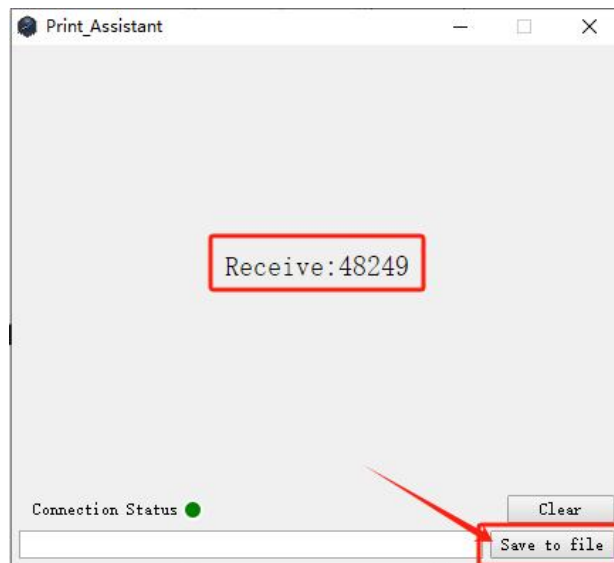 Print_Assistant
Receive:48249
Connection Status
Clear
Save to file